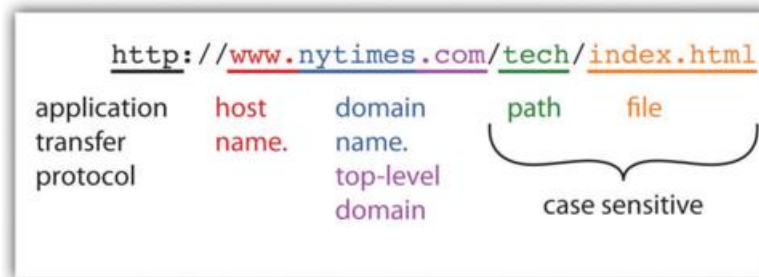 http://www.nytimes.com/tech/index.html
application host domain path file
transfer name. name.
protocol top-level
domain
case sensitive